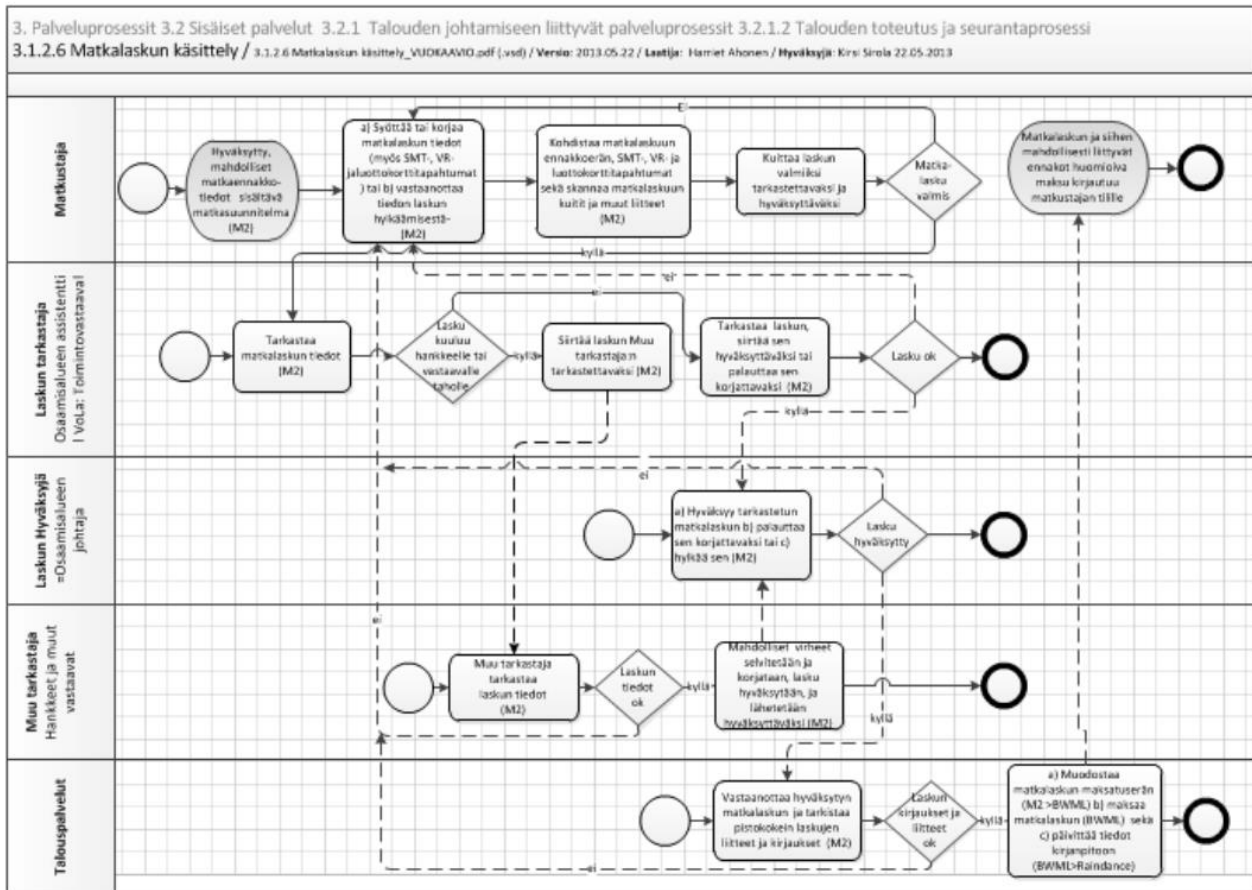 3. Palveluprosessit 3.2 Sisäiset palvelut 3.2.1 Talouden johtamiseen liittyvät palveluprosessit 3.2.1.2 Talouden toteutus ja seurantaprosessi
3.1.2.6 Matkalaskun käsittely / 3.1.2.6 Matkalaskun käsittely_VUOKAAVIO.pdf (.vsd) / Versio: 2013.05.22 / Laatija: Harriet Ahonen / Hyväksyjä: Kirsi Sirola 22.05.2013
Matkustaja
Hyväksytty,
mahdolliset
matkaennakko-
tiedot sisältävä
matkasuunnitelma
(M2)
a) Syöttää tai korjaa
matkalaskun tiedot
(myös SMT-, VR-
jaluottokorttitapahtumat
) tai b) vastaanottaa
tiedon laskun
hylkäämisestä-
(M2)
Kohdistaa matkalaskuun
ennakkoerän, SMT-, VR- ja
luottokorttitapahtumat
sekä skannaa matkalaskuun
kuitit ja muut liitteet
(M2)
Kuittaa laskun
valmiiksi
tarkastettavaksi ja
hyväksyttäväksi
Ei
Matka-
lasku
valmis
kyllä
Matkalaskun ja siihen
mahdollisesti liittyvät
ennakot huomioiva
maksu kirjautuu
matkustajan tilille
Laskun tarkastaja
Osaamisalueen assistentti
l VoLa: Toimintovastaaval
Tarkastaa
matkalaskun tiedot
(M2)
Lasku
kuuluu
hankkeelle tai
vastaavalle
taholle
ei
kyllä
Siirtää laskun Muu
tarkastaja:n
tarkastettavaksi (M2)
Tarkastaa laskun,
siirtää sen
hyväksyttäväksi tai
palauttaa sen
korjattavaksi (M2)
ei
Lasku ok
kyllä
Laskun Hyväksyjä
=Osaamisalueen
johtaja
ei
a) Hyväksyy tarkastetun
matkalaskun b) palauttaa
sen korjattavaksi tai c)
hylkää sen (M2)
Lasku
hyväksytty
kyllä
Muu tarkastaja
Hankkeet ja muut
vastaavat
ei
Muu tarkastaja
tarkastaa
laskun tiedot
(M2)
Laskun
tiedot
ok
kyllä
Mahdolliset virheet
selvitetään ja
korjataan, lasku
hyväksytään, ja
lähetetään
hyväksyttäväksi (M2)
Talouspalvelut
Vastaanottaa hyväksytyn
matkalaskun ja tarkistaa
pistokokein laskujen
liitteet ja kirjaukset (M2)
Laskun
kirjaukset ja
liitteet
ok
kyllä
ei
a) Muodostaa
matkalaskun maksatuserän
(M2 >BWML) b) maksaa
matkalaskun (BWML) sekä
c) päivittää tiedot
kirjanpitoon
(BWML>Raindance)